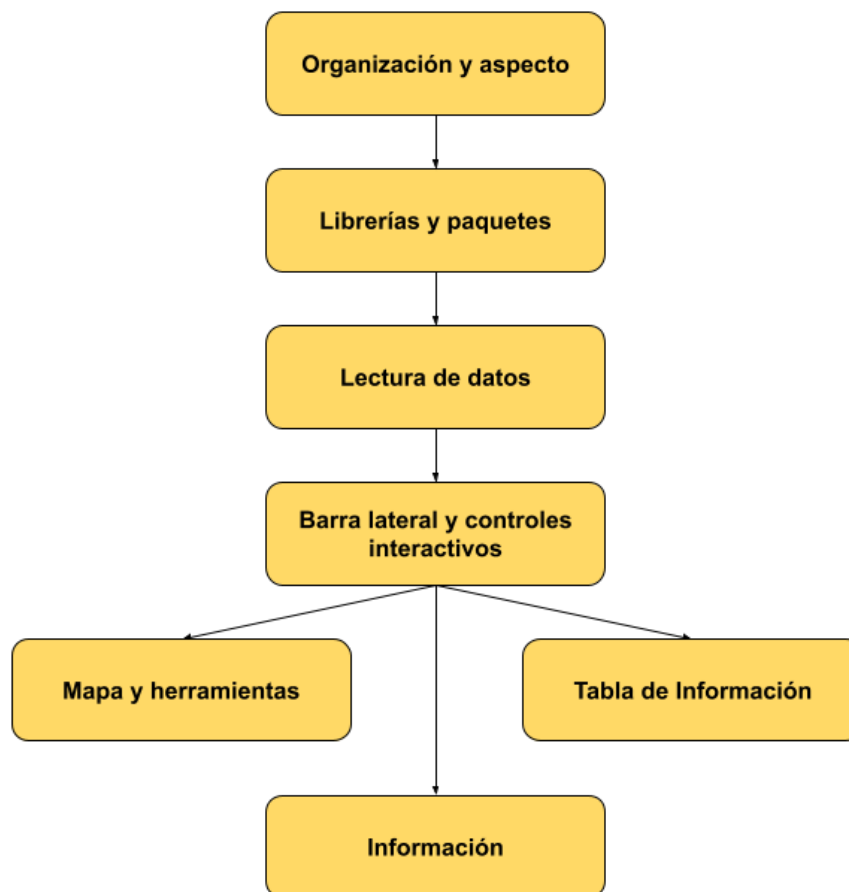 Organización y aspecto
Librerías y paquetes
Lectura de datos
Barra lateral y controles
interactivos
Mapa y herramientas
Tabla de Información
Información